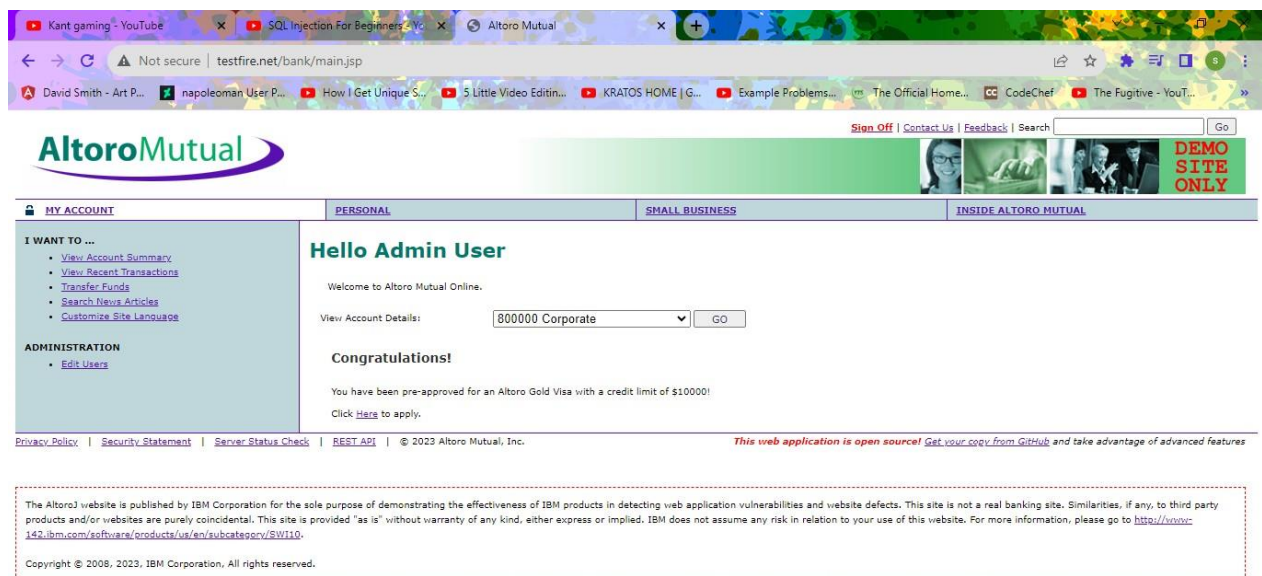 Kant gaming - YouTube
SQL Injection For Beginners - Yo
Altoro Mutual
Not secure | testfire.net/bank/main.jsp
David Smith - Art P...
napoleoman User P...
How I Get Unique S...
5 Little Video Editin...
KRATOS HOME | G...
Example Problems...
The Official Home...
CodeChef
The Fugitive - YouT...
»
Sign Off | Contact Us | Feedback | Search
Go
AltoroMutual
DEMO
SITE
ONLY
MY ACCOUNT
PERSONAL
SMALL BUSINESS
INSIDE ALTORO MUTUAL
I WANT TO ...
• View Account Summary
• View Recent Transactions
• Transfer Funds
• Search News Articles
• Customize Site Language
ADMINISTRATION
• Edit Users
Hello Admin User
Welcome to Altoro Mutual Online.
View Account Details:
800000 Corporate
GO
Congratulations!
You have been pre-approved for an Altoro Gold Visa with a credit limit of $10000!
Click Here to apply.
Privacy Policy | Security Statement | Server Status Check | REST API | © 2023 Altoro Mutual, Inc.
This web application is open source! Get your copy from GitHub and take advantage of advanced features
The AltoroJ website is published by IBM Corporation for the sole purpose of demonstrating the effectiveness of IBM products in detecting web application vulnerabilities and website defects. This site is not a real banking site. Similarities, if any, to third party
products and/or websites are purely coincidental. This site is provided "as is" without warranty of any kind, either express or implied. IBM does not assume any risk in relation to your use of this website. For more information, please go to http://www-
142.ibm.com/software/products/us/en/subcategory/SWI10.
Copyright © 2008, 2023, IBM Corporation, All rights reserved.